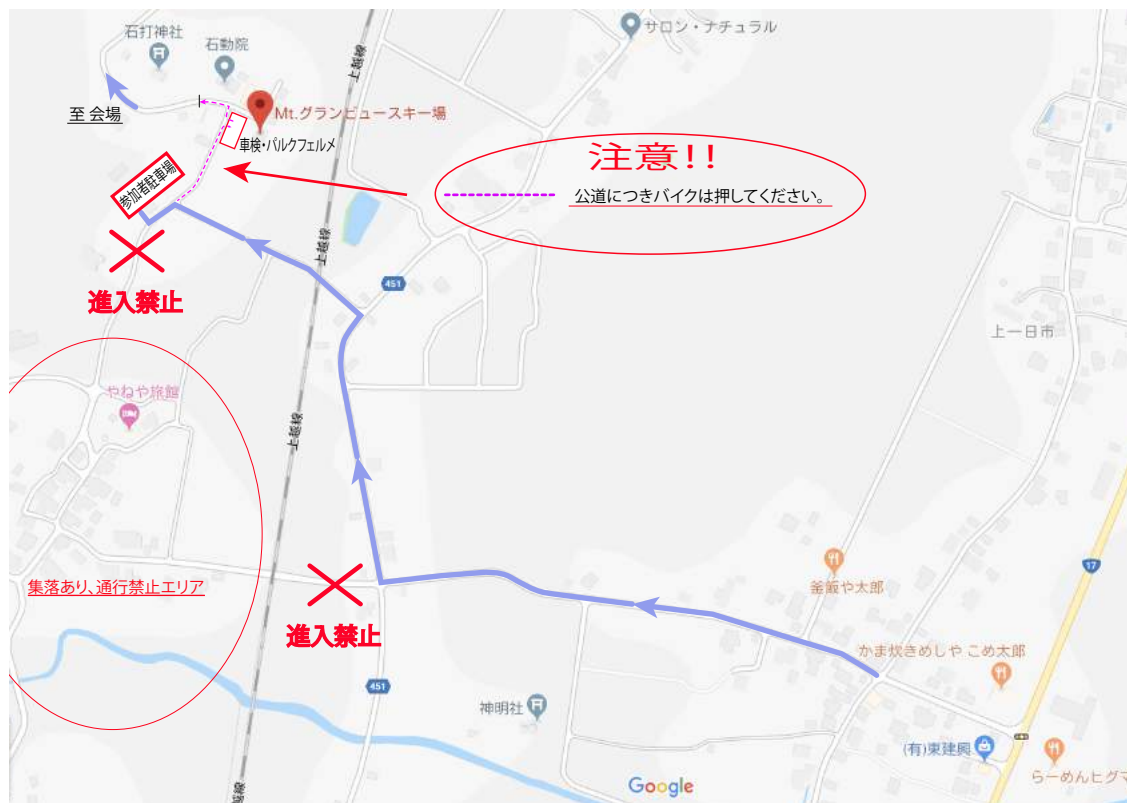 石打神社
石動院
サロン・ナチュラル
上越線
至 会場
Mt.グランビュースキー場
車検・パルクフェルメ
注意!!
公道につきバイクは押してください。
参加者駐車場
上越線
451
進入禁止
上一日市
やねや旅館
上越線
17
集落あり、通行禁止エリア
釜飯や太郎
進入禁止
かま炊きめしや こめ太郎
451
神明社
(有)東建興
らーめんヒグマ
Google
上越線